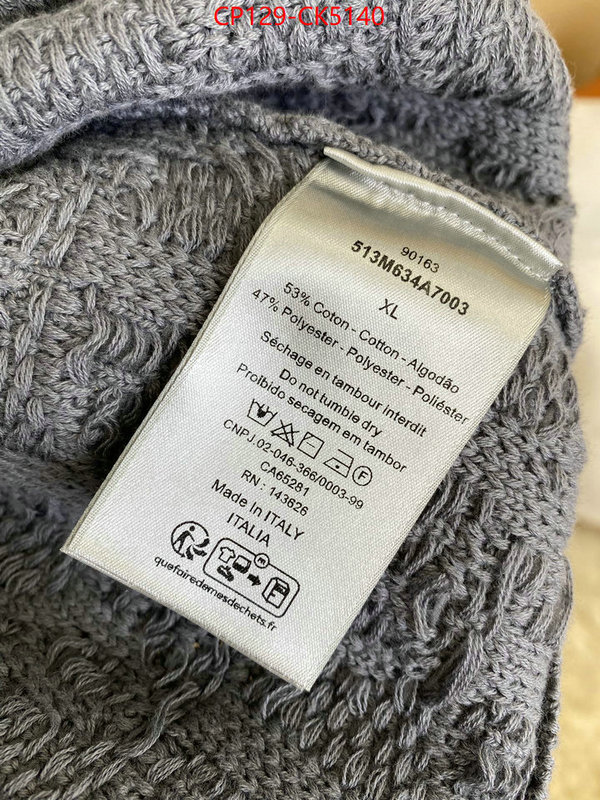 CP129-CK5140
90163
513M634A7003
XL
53% Coton - Cotton - Algodão
47% Polyester - Polyester - Poliéster
Séchage en tambour interdit
Do not tumble dry
Proibido secagem em tambor
F
CNPJ.02-046-366/0003-99
CA65281
RN : 143626
Made in ITALY
ITALIA
FR
quefairedemesdechets.fr